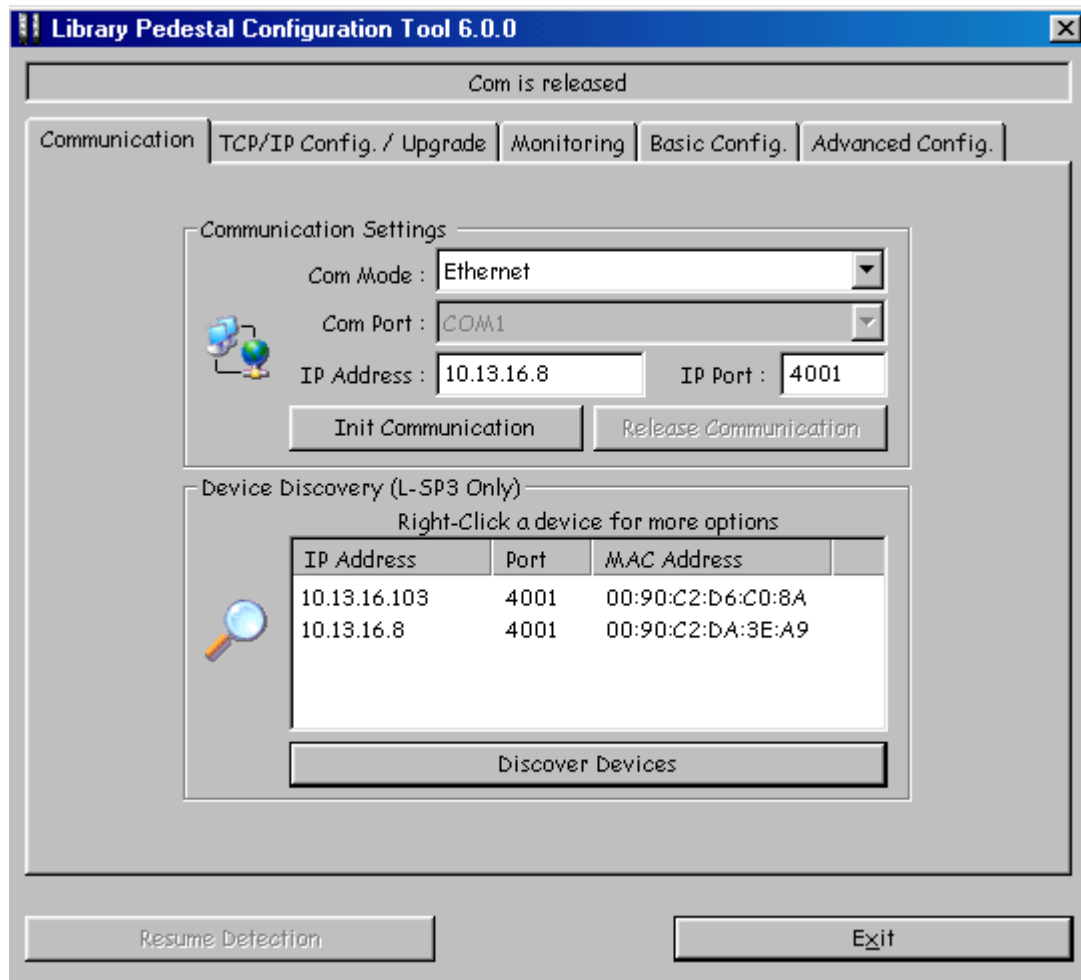 Library Pedestal Configuration Tool 6.0.0
Com is released
Communication TCP/IP Config. / Upgrade Monitoring Basic Config. Advanced Config.
Communication Settings
Com Mode : Ethernet
Com Port : COM1
IP Address : 10.13.16.8 IP Port : 4001
Init Communication Release Communication
Device Discovery (L-SP3 Only)
Right-Click a device for more options
IP Address Port MAC Address
10.13.16.103 4001 00:90:C2:D6:C0:8A
10.13.16.8 4001 00:90:C2:DA:3E:A9
Discover Devices
Resume Detection Exit